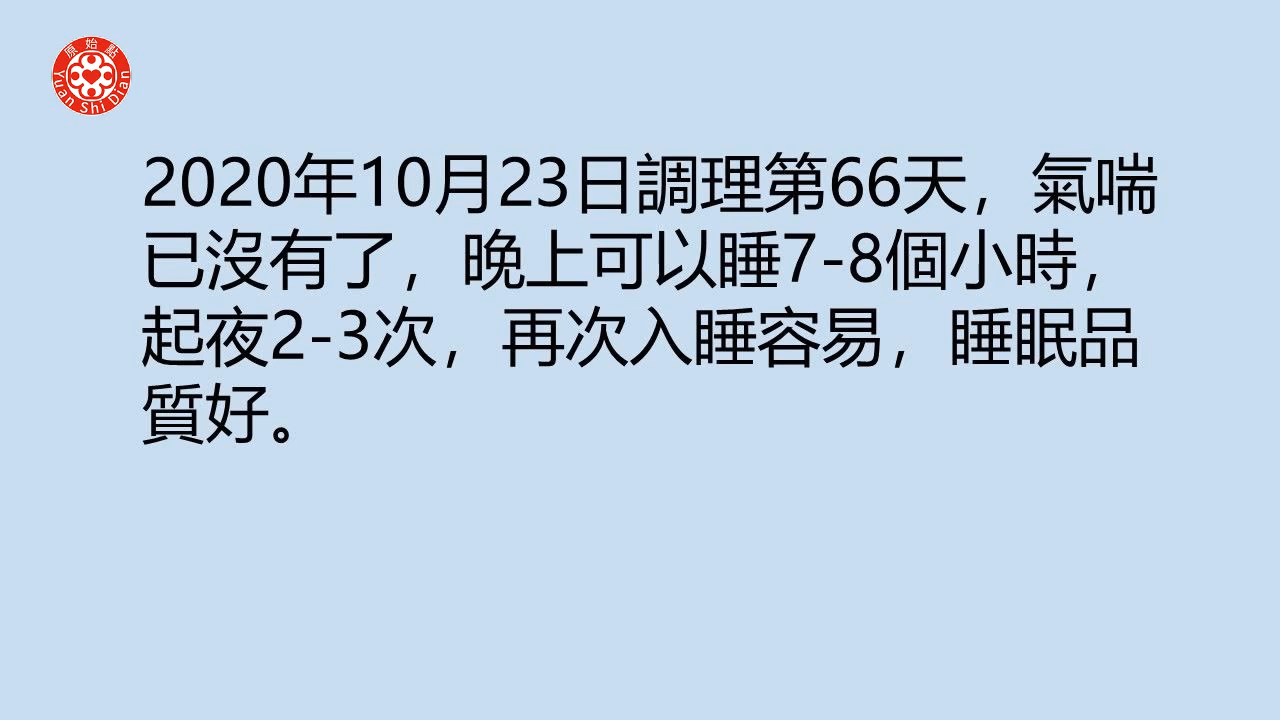 原始點
Yuan Shi Dian
2020年10月23日調理第66天，氣喘
已沒有了，晚上可以睡7-8個小時，
起夜2-3次，再次入睡容易，睡眠品
質好。